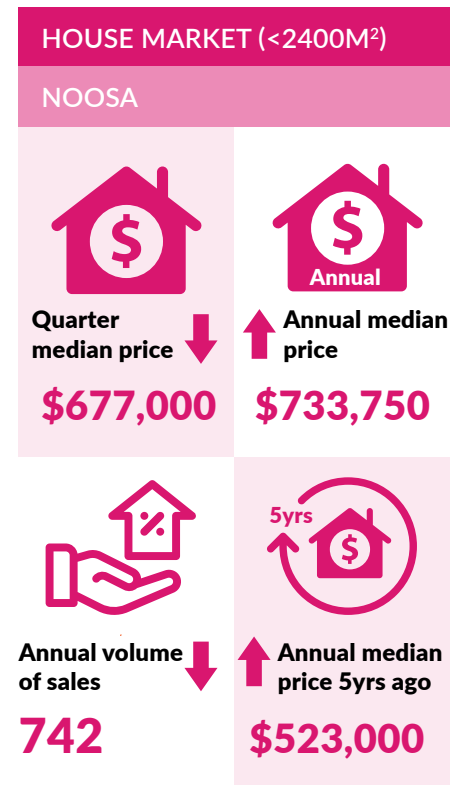 HOUSE MARKET (<2400M²)
NOOSA
$
Quarter
median price
$677,000
$
Annual
Annual median
price
$733,750
%
Annual volume
of sales
742
5yrs
$
Annual median
price 5yrs ago
$523,000